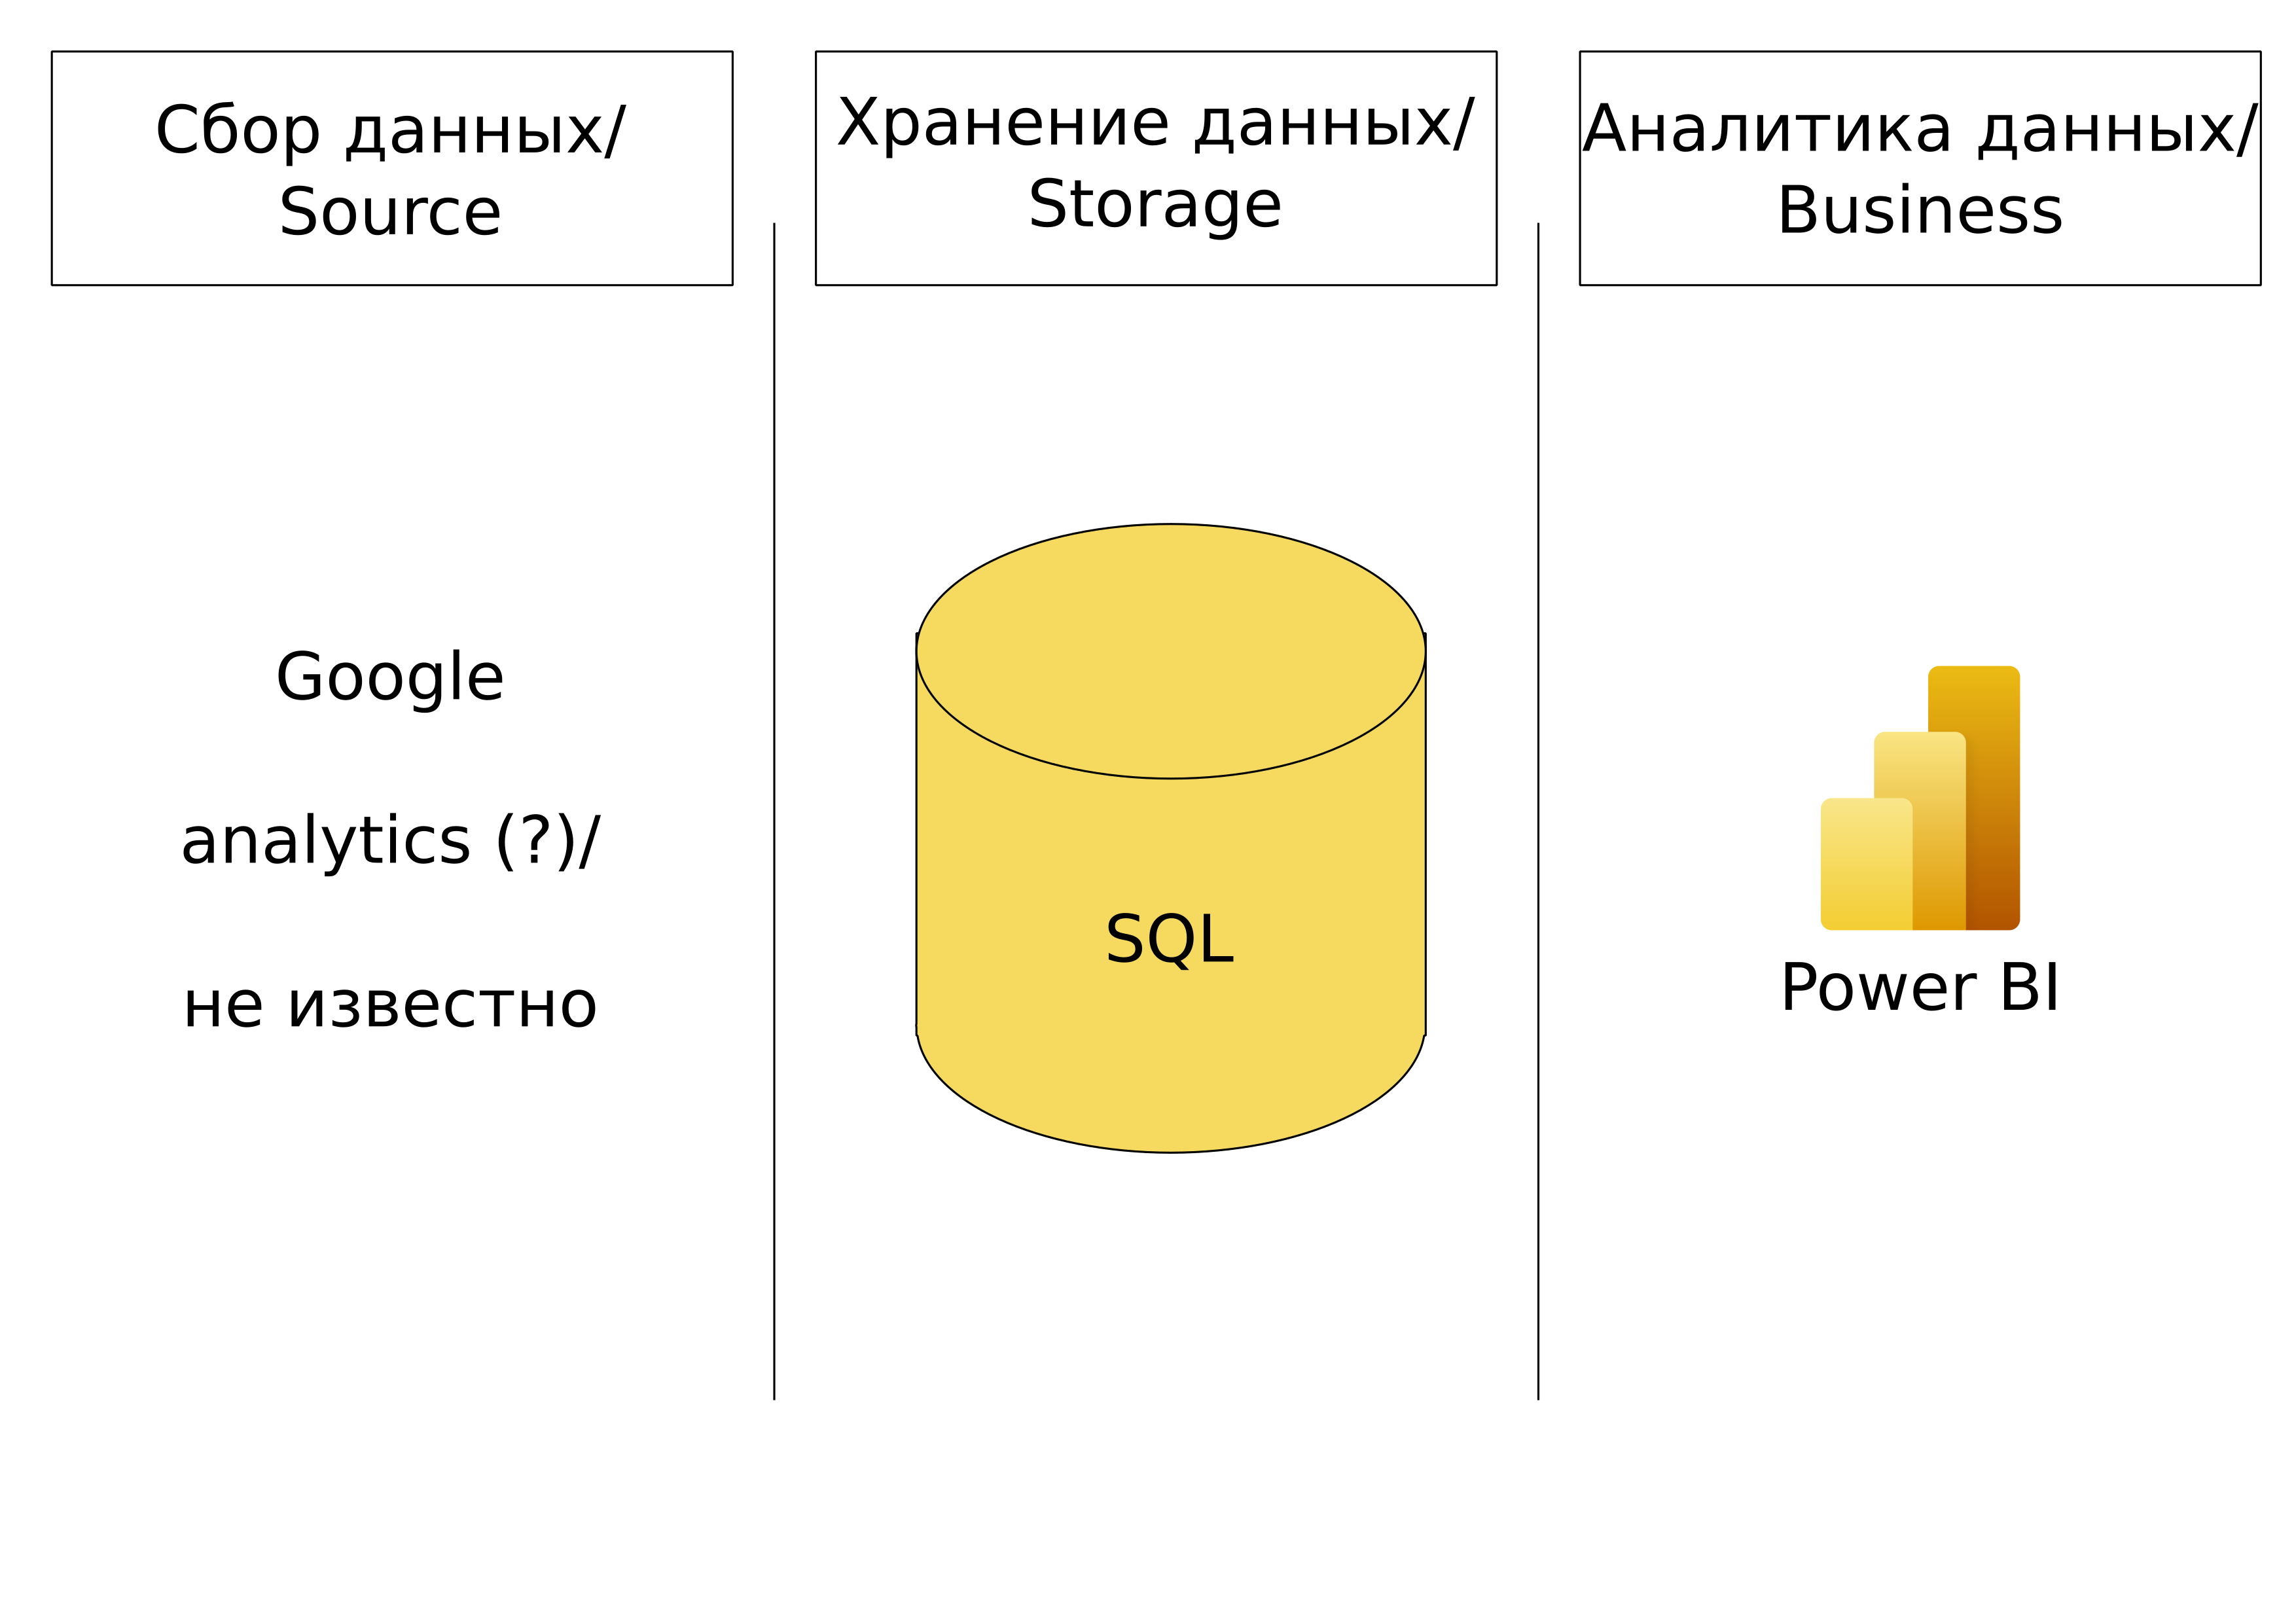 Сбор данных/
Source
Хранение данных/
Storage
Аналитика данных/
Business
Google
analytics (?)/
не известно
SQL
Power BI